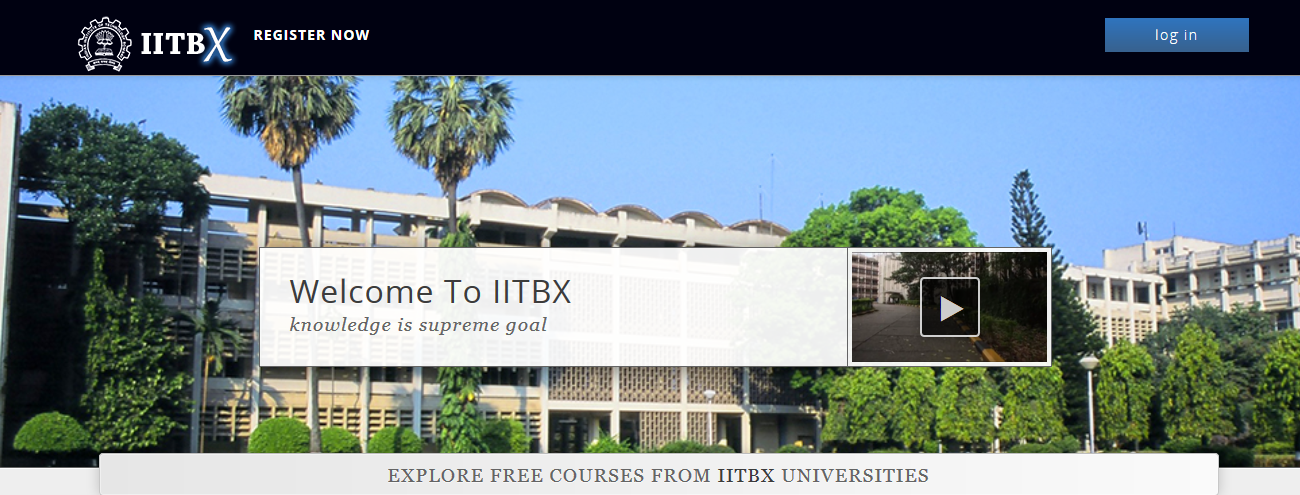 IITBX
REGISTER NOW
log in
Welcome To IITBX
knowledge is supreme goal
EXPLORE FREE COURSES FROM IITBX UNIVERSITIES